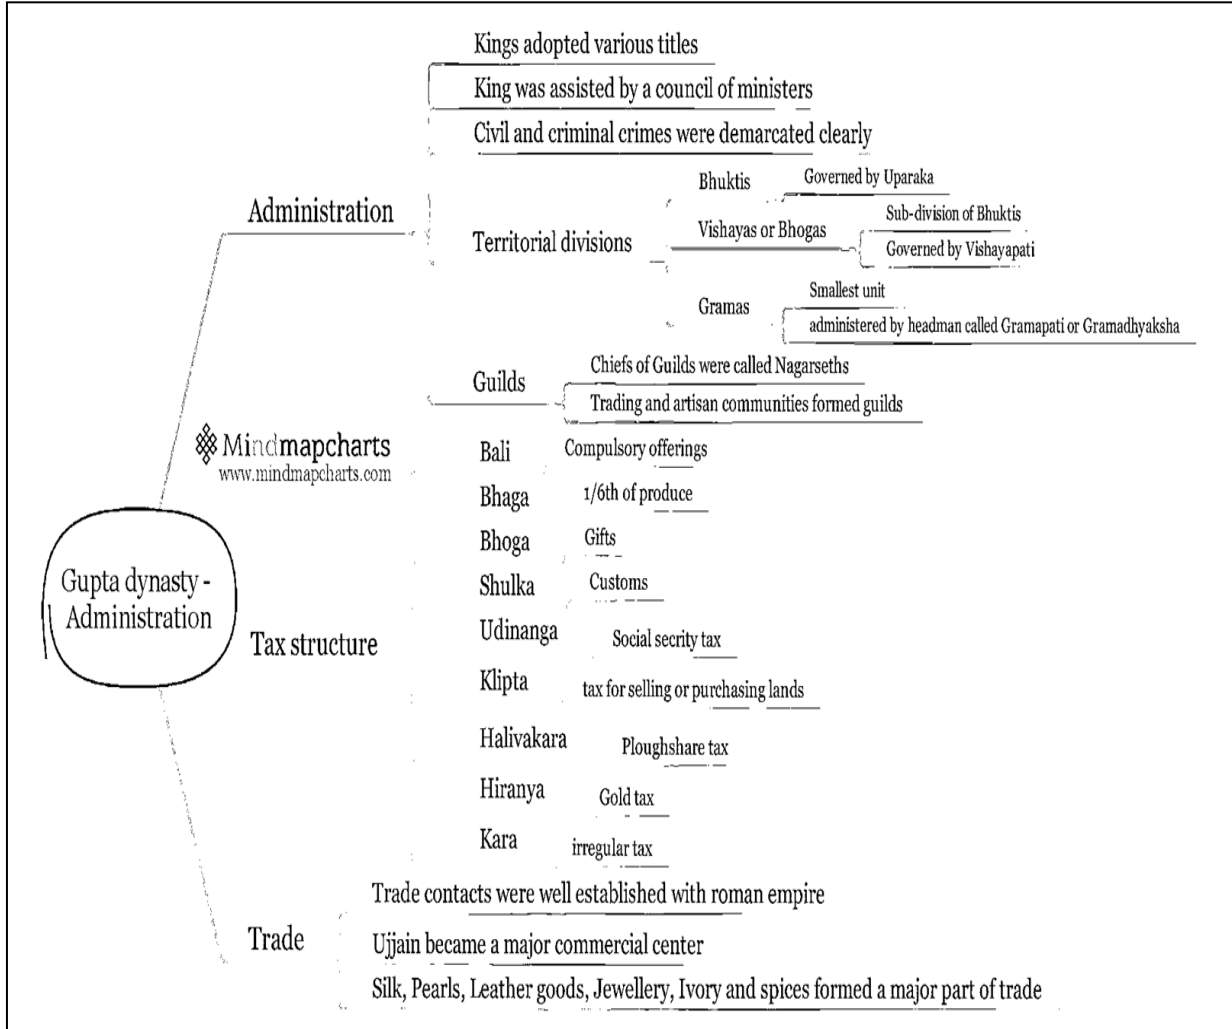 Kings adopted various titles
King was assisted by a council of ministers
Civil and criminal crimes were demarcated clearly
Administration
Territorial divisions
Bhuktis
Governed by Uparaka
Vishayas or Bhogas
Sub-division of Bhuktis
Governed by Vishayapati
Gramas
Smallest unit
administered by headman called Gramapati or Gramadhyaksha
Guilds
Chiefs of Guilds were called Nagarseths
Trading and artisan communities formed guilds
Mindmapcharts
www.mindmapcharts.com
Gupta dynasty -
Administration
Tax structure
Bali
Compulsory offerings
Bhaga
1/6th of produce
Bhoga
Gifts
Shulka
Customs
Udinanga
Social secrity tax
Klipta
tax for selling or purchasing lands
Halivakara
Ploughshare tax
Hiranya
Gold tax
Kara
irregular tax
Trade
Trade contacts were well established with roman empire
Ujjain became a major commercial center
Silk, Pearls, Leather goods, Jewellery, Ivory and spices formed a major part of trade